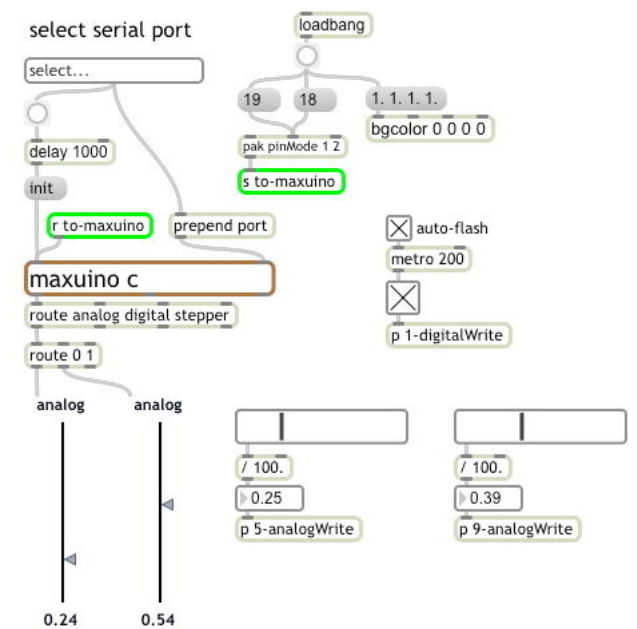 select serial port
select...
delay 1000
init
r to-maxuino
prepend port
maxuino c
route analog digital stepper
route 0 1
analog
analog
0.24
0.54
loadbang
19
18
1. 1. 1. 1.
pak pinMode 1 2
bgcolor 0 0 0 0
s to-maxuino
auto-flash
metro 200
p 1-digitalWrite
/ 100.
0.25
p 5-analogWrite
/ 100.
0.39
p 9-analogWrite